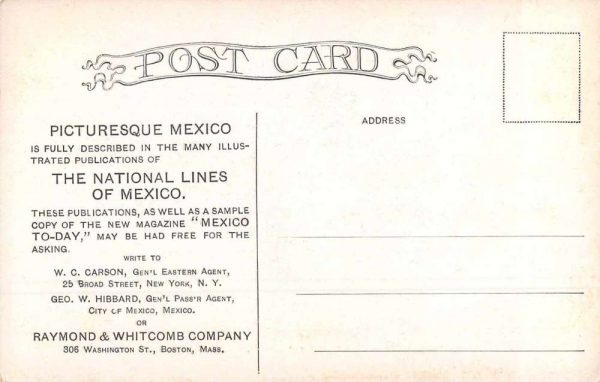 POST CARD
PICTURESQUE MEXICO
IS FULLY DESCRIBED IN THE MANY ILLUS-
TRATED PUBLICATIONS OF
THE NATIONAL LINES
OF MEXICO.
THESE PUBLICATIONS, AS WELL AS A SAMPLE
COPY OF THE NEW MAGAZINE "MEXICO
TO-DAY," MAY BE HAD FREE FOR THE
ASKING.
WRITE TO
W. C. CARSON, GEN'L EASTERN AGENT,
25 BROAD STREET, NEW YORK, N. Y.
GEO. W. HIBBARD, GEN'L PASS'R AGENT,
CITY OF MEXICO, MEXICO.
OR
RAYMOND & WHITCOMB COMPANY
306 WASHINGTON ST., BOSTON, MASS.
ADDRESS